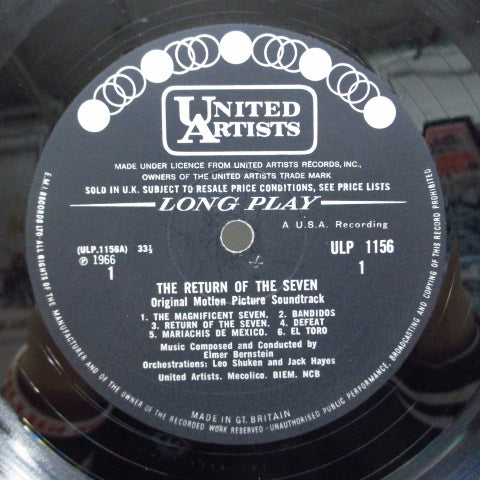 UNITED
ARTISTS
MADE UNDER LICENCE FROM UNITED ARTISTS RECORDS, INC.,
OWNERS OF THE UNITED ARTISTS TRADE MARK
SOLD IN U.K. SUBJECT TO RESALE PRICE CONDITIONS, SEE PRICE LISTS
LONG PLAY
A U.S.A. Recording
(ULP.1156A) 33⅓
ULP 1156
℗ 1966
1
1
THE RETURN OF THE SEVEN
Original Motion Picture Soundtrack
1. THE MAGNIFICENT SEVEN. 2. BANDIDOS
3. RETURN OF THE SEVEN. 4. DEFEAT
5. MARIACHIS DE MEXICO. 6. EL TORO
Music Composed and Conducted by
Elmer Bernstein
Orchestrations: Leo Shuken and Jack Hayes
United Artists. Mecolico. BIEM. NCB
MADE IN GT. BRITAIN
E.M.I. RECORDS LTD ALL RIGHTS OF THE MANUFACTURER AND OF THE OWNER OF THE RECORDED WORK RESERVED · UNAUTHORISED PUBLIC PERFORMANCE, BROADCASTING AND COPYING OF THIS RECORD PROHIBITED.